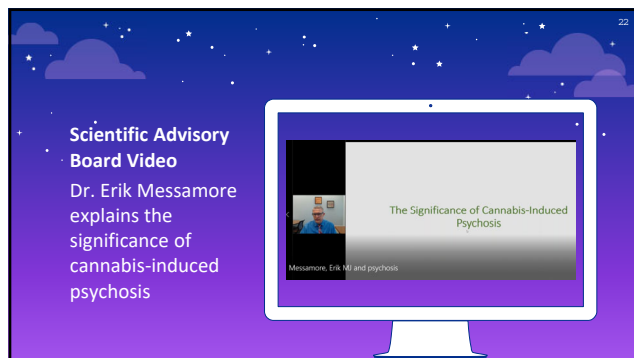 22
Scientific Advisory
Board Video
Dr. Erik Messamore
explains the
significance of
cannabis-induced
psychosis
The Significance of Cannabis-Induced
Psychosis
Messamore, Erik MJ and psychosis